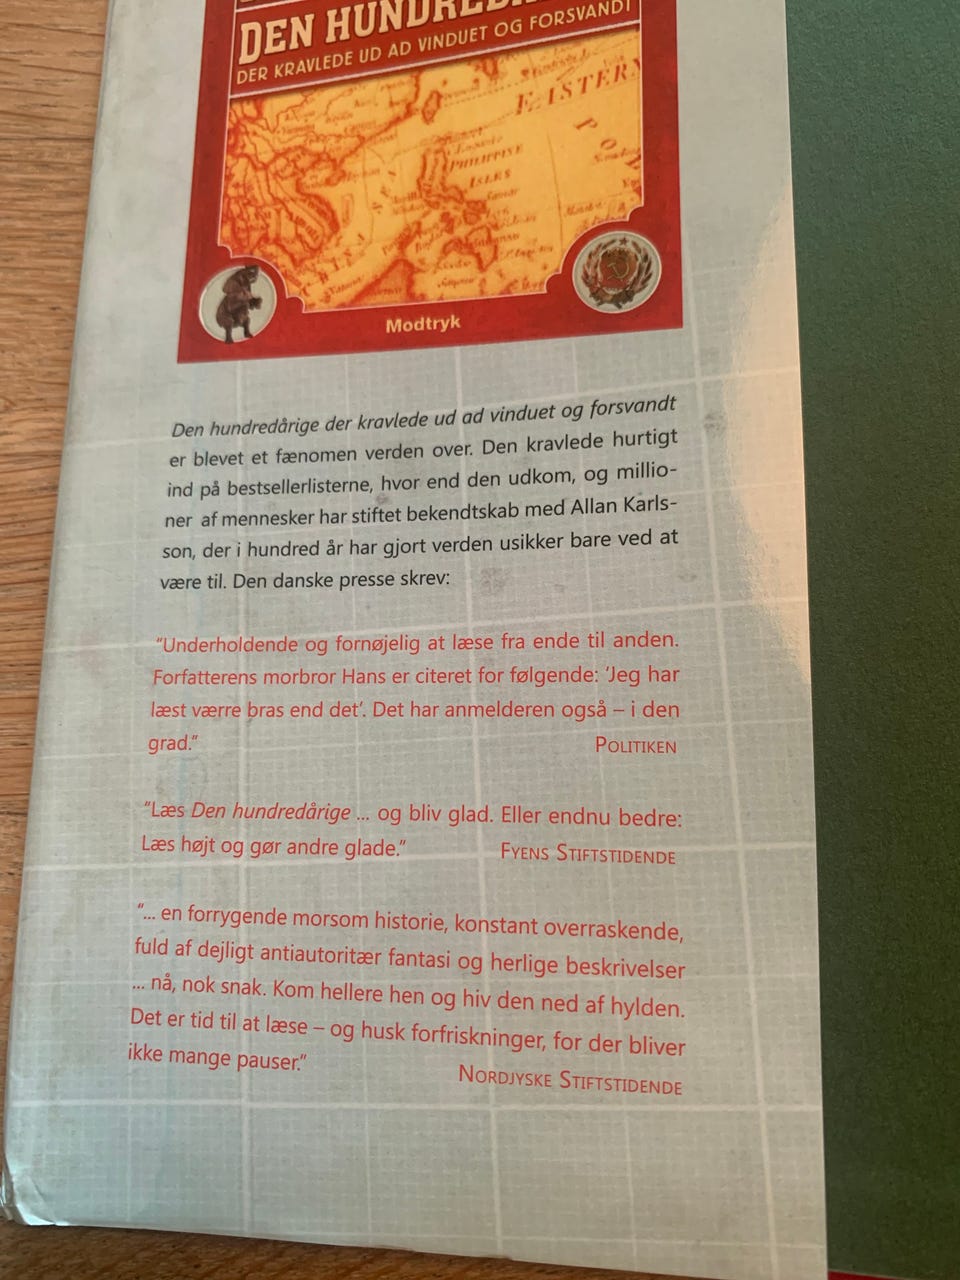 DEN HUNDREDÅRIGE
DER KRAVLEDE UD AD VINDUET OG FORSVANDT
EASTERN
PHILIPPINE
ISLES
Modtryk
Den hundredårige der kravlede ud ad vinduet og forsvandt
er blevet et fænomen verden over. Den kravlede hurtigt
ind på bestsellerlisterne, hvor end den udkom, og millio-
ner af mennesker har stiftet bekendtskab med Allan Karls-
son, der i hundred år har gjort verden usikker bare ved at
være til. Den danske presse skrev:
“Underholdende og fornøjelig at læse fra ende til anden.
Forfatterens morbror Hans er citeret for følgende: ‘Jeg har
læst værre bras end det’. Det har anmelderen også – i den
grad.” POLITIKEN
“Læs Den hundredårige ... og bliv glad. Eller endnu bedre:
Læs højt og gør andre glade.” FYENS STIFTSTIDENDE
“... en forrygende morsom historie, konstant overraskende,
fuld af dejligt antiautoritær fantasi og herlige beskrivelser
... nå, nok snak. Kom hellere hen og hiv den ned af hylden.
Det er tid til at læse – og husk forfriskninger, for der bliver
ikke mange pauser.” NORDJYSKE STIFTSTIDENDE